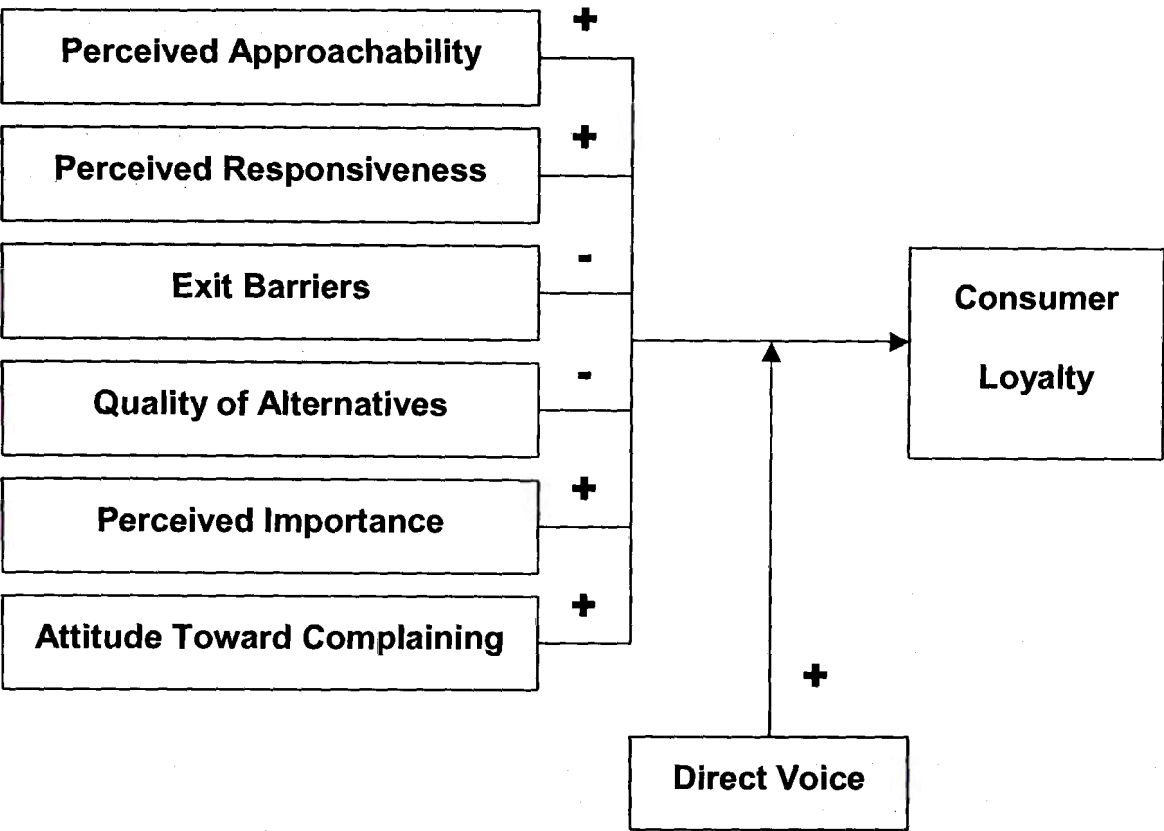 +
Perceived Approachability
+
Perceived Responsiveness
-
Exit Barriers
-
Quality of Alternatives
+
Perceived Importance
+
Attitude Toward Complaining
Consumer
Loyalty
+
Direct Voice